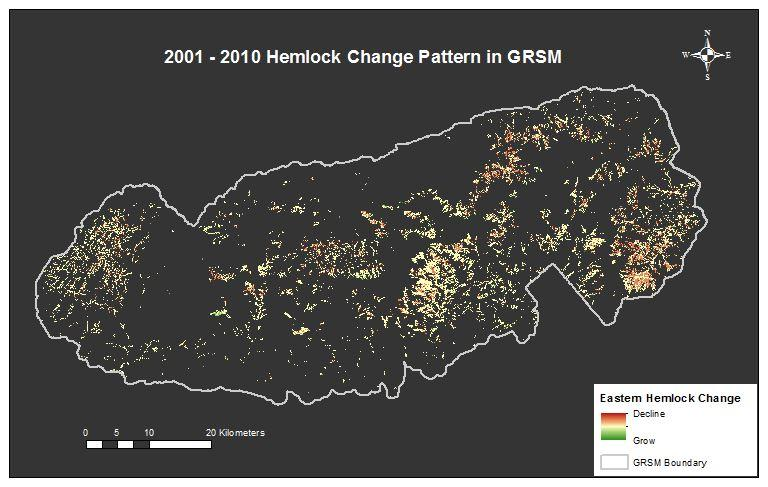 2001 - 2010 Hemlock Change Pattern in GRSM
N
W E
S
0 5 10 20 Kilometers
Eastern Hemlock Change
Decline
Grow
GRSM Boundary